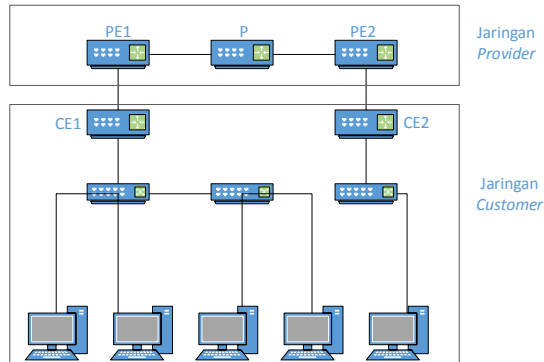 PE1
P
PE2
Jaringan
Provider
CE1
CE2
Jaringan
Customer